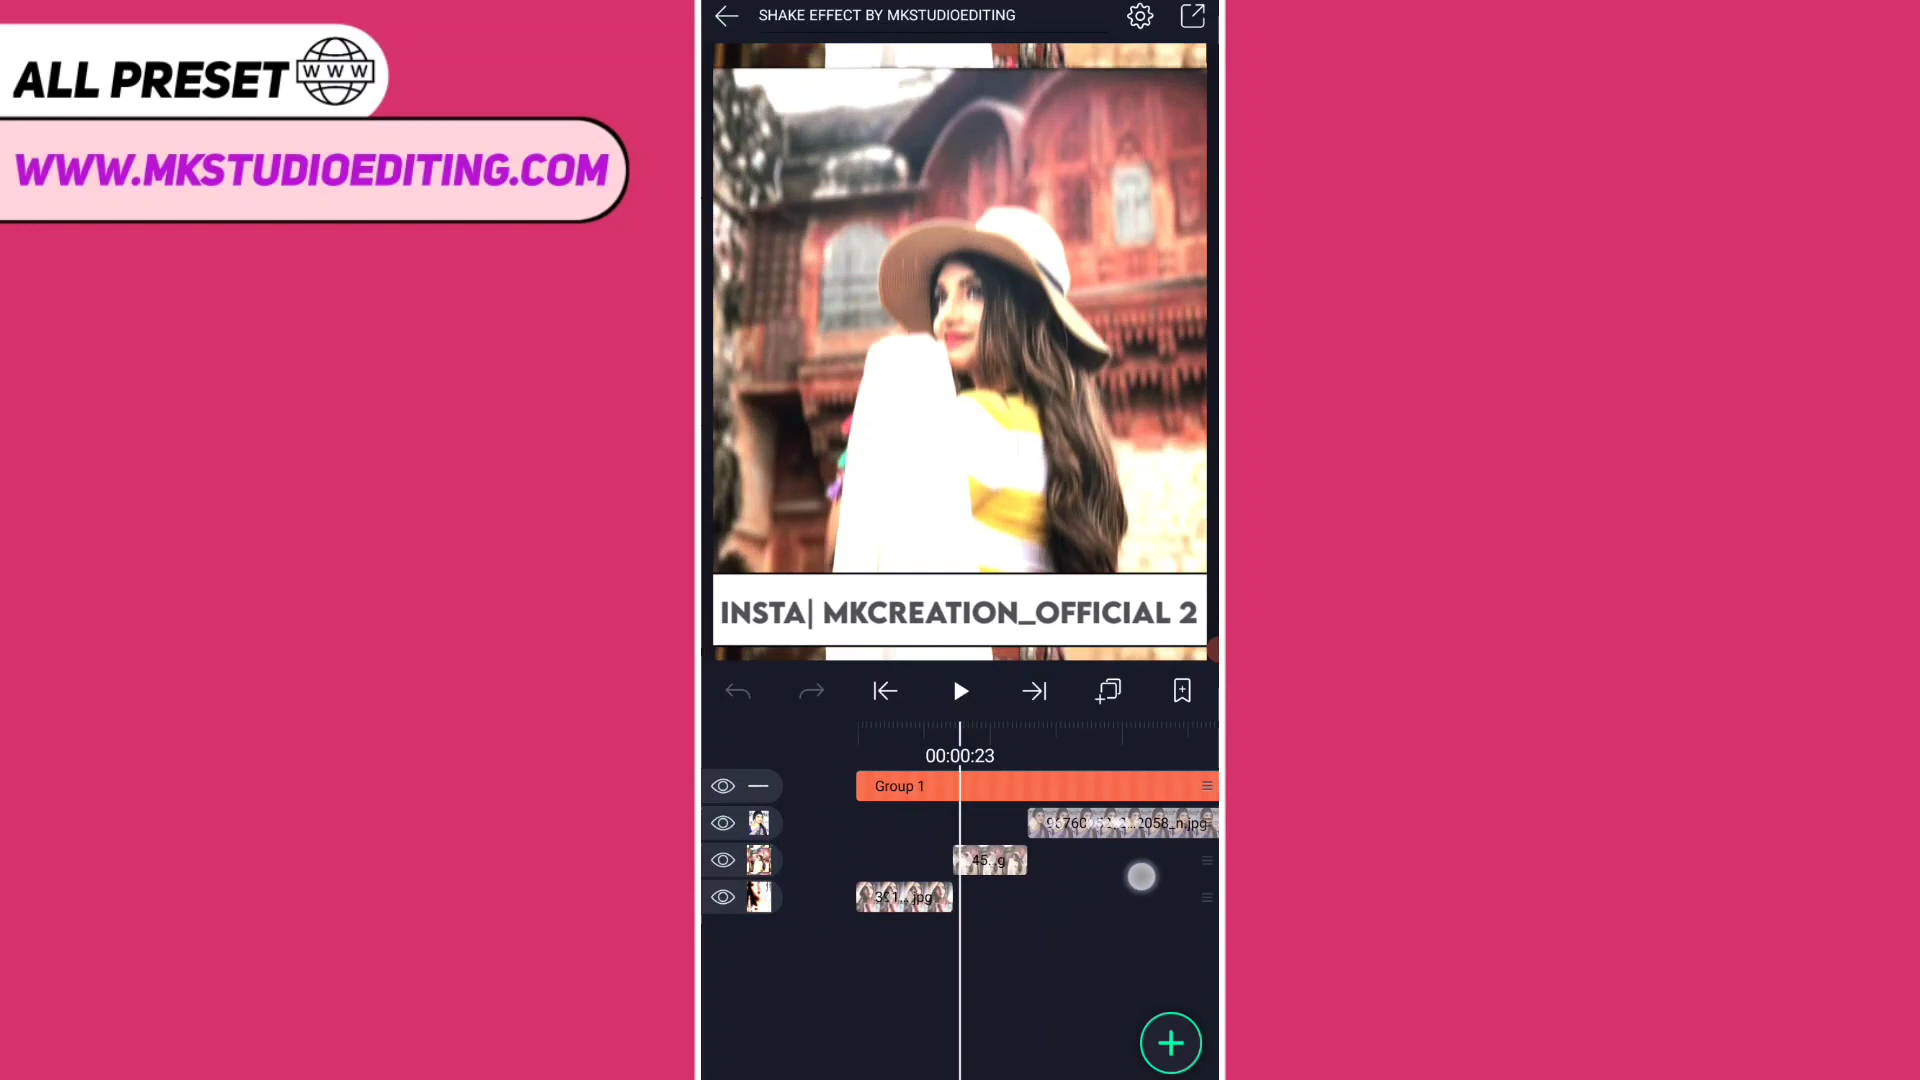 ALL PRESET WWW
WWW.MKSTUDIOEDITING.COM
SHAKE EFFECT BY MKSTUDIOEDITING
INSTA| MKCREATION_OFFICIAL 2
00:00:23
Group 1
2058_n.jpg
45...g